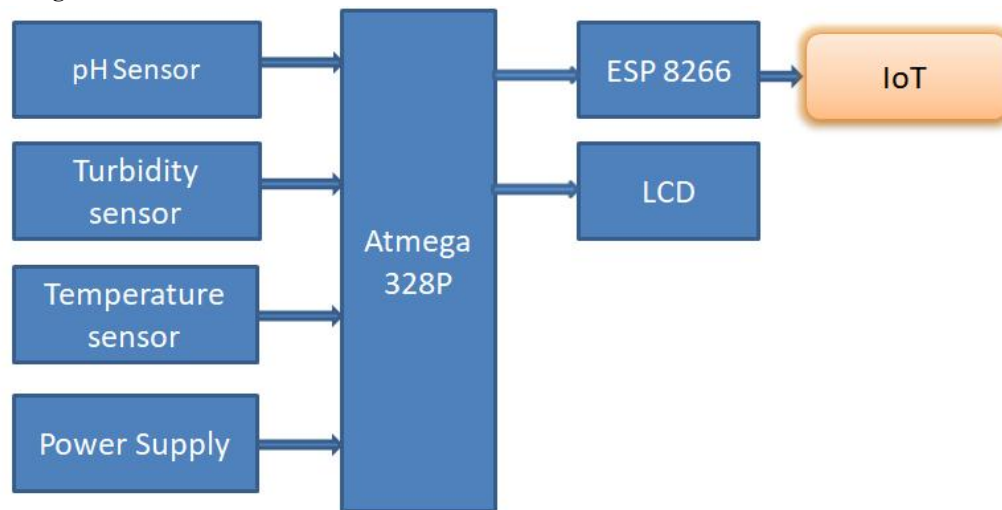 pH Sensor
Turbidity
sensor
Temperature
sensor
Power Supply
Atmega
328P
ESP 8266
LCD
IoT